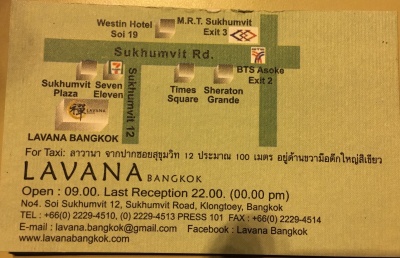 Westin Hotel
Soi 19
M.R.T. Sukhumvit
Exit 3
Sukhumvit Rd.
BTS Asoke
Exit 2
Sukhumvit
Plaza
Seven
Eleven
Sukhumvit 12
Times
Square
Sheraton
Grande
LAVANA BANGKOK
For Taxi: ลาวานา จากปากซอยสุขุมวิท 12 ประมาณ 100 เมตร อยู่ด้านขวามือตึกใหญ่สีเขียว
LAVANA BANGKOK
Open : 09.00. Last Reception 22.00. (00.00 pm)
No4. Soi Sukhumvit 12, Sukhumvit Road, Klongtoey, Bangkok
TEL : +66(0) 2229-4510, (0) 2229-4513 PRESS 101 FAX : +66(0) 2229-4514
E-mail : lavana.bangkok@gmail.com Facebook : Lavana Bangkok
www.lavanabangkok.com